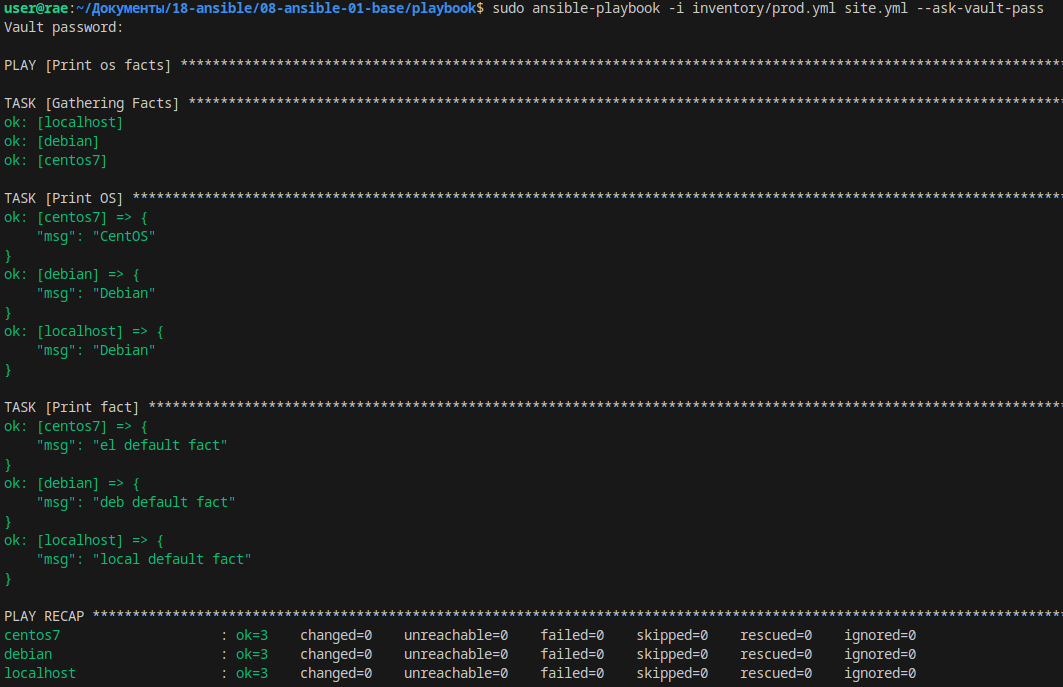 user@rae:~/Документы/18-ansible/08-ansible-01-base/playbook$ sudo ansible-playbook -i inventory/prod.yml site.yml --ask-vault-pass
Vault password:
PLAY [Print os facts] **************************************************************************************************************
TASK [Gathering Facts] *************************************************************************************************************
ok: [localhost]
ok: [debian]
ok: [centos7]
TASK [Print OS] ********************************************************************************************************************
ok: [centos7] => {
    "msg": "CentOS"
}
ok: [debian] => {
    "msg": "Debian"
}
ok: [localhost] => {
    "msg": "Debian"
}
TASK [Print fact] ******************************************************************************************************************
ok: [centos7] => {
    "msg": "el default fact"
}
ok: [debian] => {
    "msg": "deb default fact"
}
ok: [localhost] => {
    "msg": "local default fact"
}
PLAY RECAP *************************************************************************************************************************
centos7                    : ok=3    changed=0    unreachable=0    failed=0    skipped=0    rescued=0    ignored=0
debian                     : ok=3    changed=0    unreachable=0    failed=0    skipped=0    rescued=0    ignored=0
localhost                  : ok=3    changed=0    unreachable=0    failed=0    skipped=0    rescued=0    ignored=0